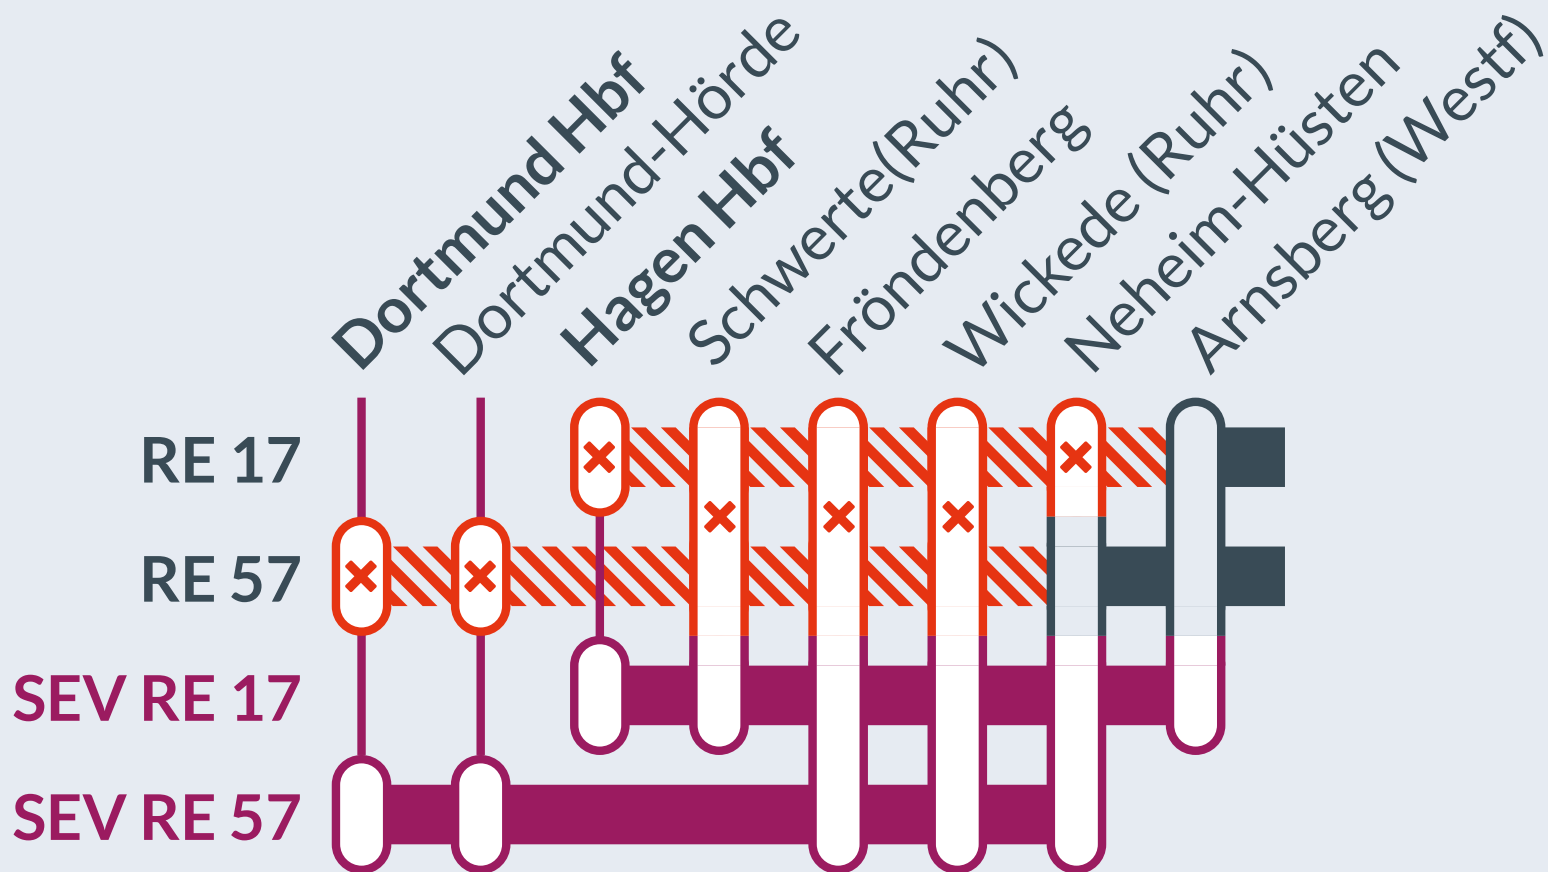 Dortmund Hbf
Dortmund-Hörde
Hagen Hbf
Schwerte(Ruhr)
Fröndenberg
Wickede (Ruhr)
Neheim-Hüsten
Arnsberg (Westf)
RE 17
RE 57
SEV RE 17
SEV RE 57